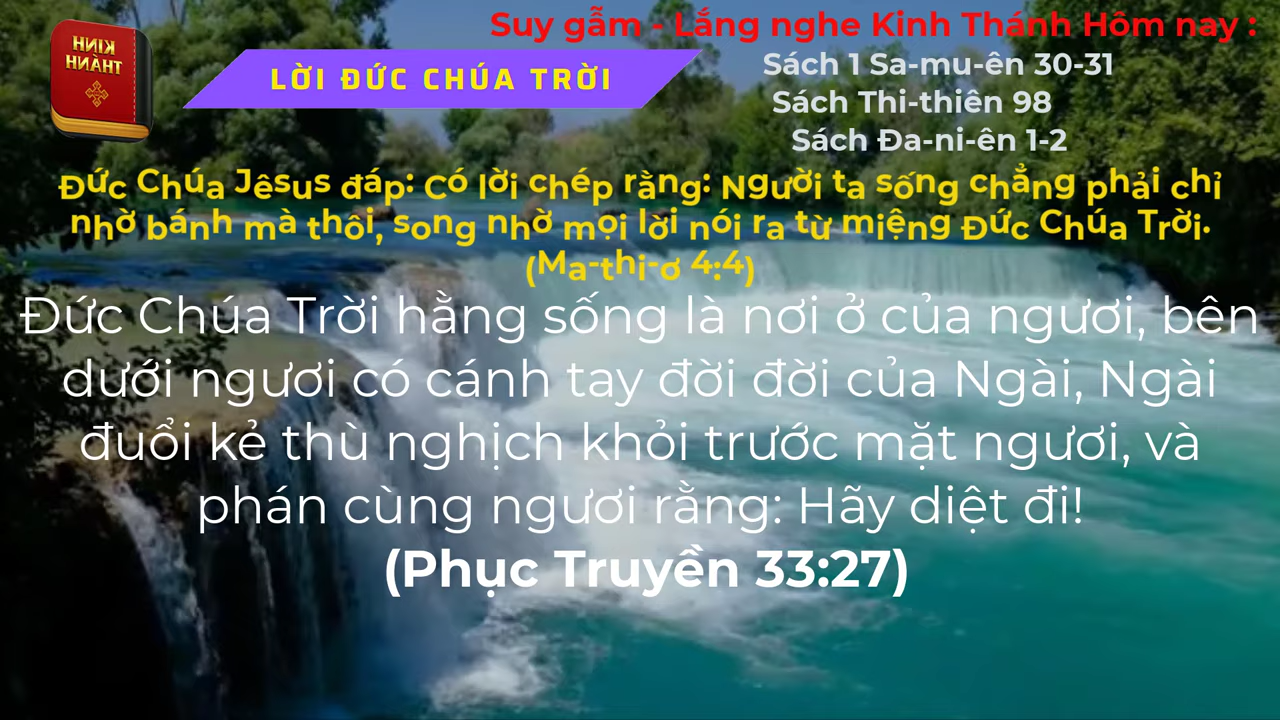 KINH
THÁNH
LỜI ĐỨC CHÚA TRỜI
Suy gẫm - Lắng nghe Kinh Thánh Hôm nay :
Sách 1 Sa-mu-ên 30-31
Sách Thi-thiên 98
Sách Đa-ni-ên 1-2
Đức Chúa Jêsus đáp: Có lời chép rằng: Người ta sống chẳng phải chỉ
nhờ bánh mà thôi, song nhờ mọi lời nói ra từ miệng Đức Chúa Trời.
(Ma-thi-ơ 4:4)
Đức Chúa Trời hằng sống là nơi ở của ngươi, bên
dưới ngươi có cánh tay đời đời của Ngài, Ngài
đuổi kẻ thù nghịch khỏi trước mặt ngươi, và
phán cùng ngươi rằng: Hãy diệt đi!
(Phục Truyền 33:27)